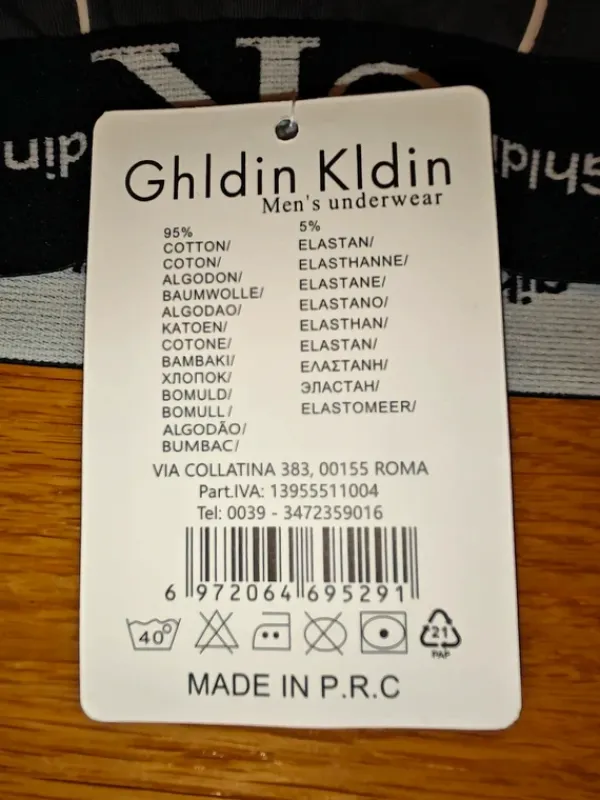 Ghldin Kldin
Men's underwear
95%
COTTON/
COTON/
ALGODON/
BAUMWOLLE/
ALGODAO/
KATOEN/
COTONE/
BAMBAKI/
ХЛОПОК/
BOMULD/
BOMULL/
ALGODÃO/
BUMBAC/
5%
ELASTAN/
ELASTHANNE/
ELASTANE/
ELASTANO/
ELASTHAN/
ELASTAN/
ΕΛΑΣΤΑΝΗ/
ЭЛАСТАН/
ELASTOMEER/
VIA COLLATINA 383, 00155 ROMA
Part.IVA: 13955511004
Tel: 0039 - 3472359016
6 972064 695291
40°
21
PAP
MADE IN P.R.C